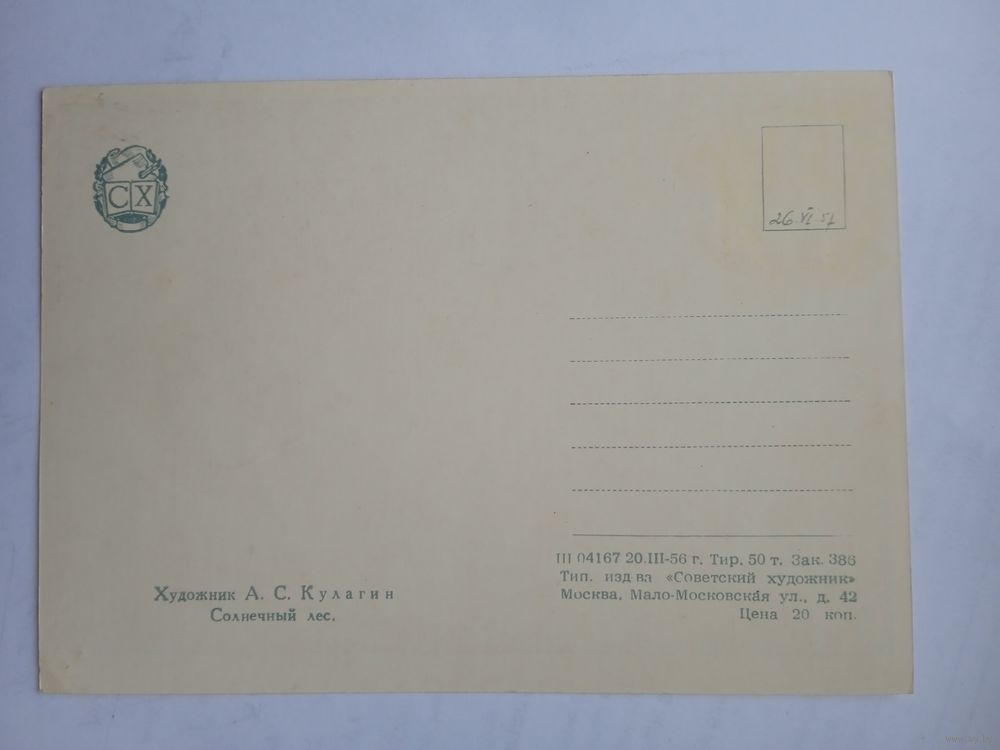 СХ
26.VI.57
Художник А. С. Кулагин
Солнечный лес.
Ш 04167 20.III-56 г. Тир. 50 т. Зак. 386
Тип. изд ва «Советский художник»
Москва, Мало-Московская ул., д. 42
Цена 20 коп.